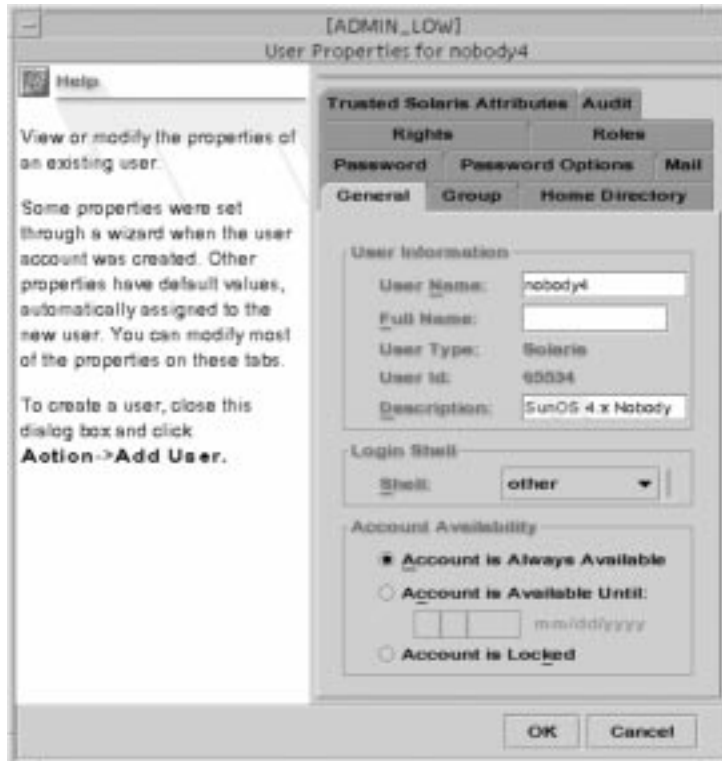 [ADMIN_LOW]
User Properties for nobody4
Help
View or modify the properties of
an existing user.
Some properties were set
through a wizard when the user
account was created. Other
properties have default values,
automatically assigned to the
new user. You can modify most
of the properties on these tabs.
To create a user, close this
dialog box and click
Action->Add User.
Trusted Solaris Attributes Audit
Rights Roles
Password Password Options Mail
General Group Home Directory
User Information
User Name: nobody4
Full Name:
User Type: Solaris
User Id: 65534
Description: SunOS 4.x Nobody
Login Shell
Shell: other
Account Availability
Account is Always Available
Account is Available Until:
mm/dd/yyyy
Account is Locked
OK Cancel